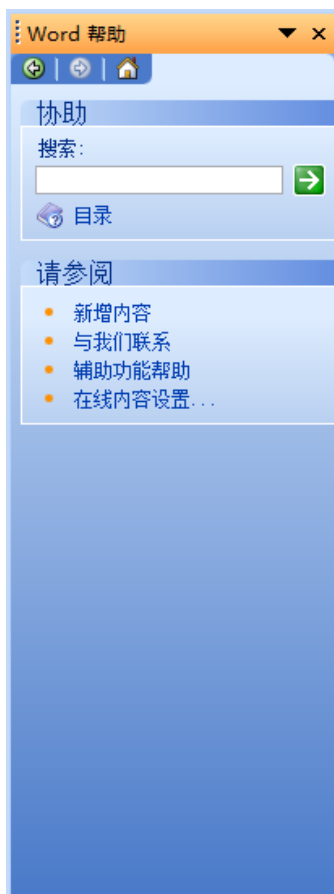 Word 帮助
协助
搜索:
目录
请参阅
新增内容
与我们联系
辅助功能帮助
在线内容设置...